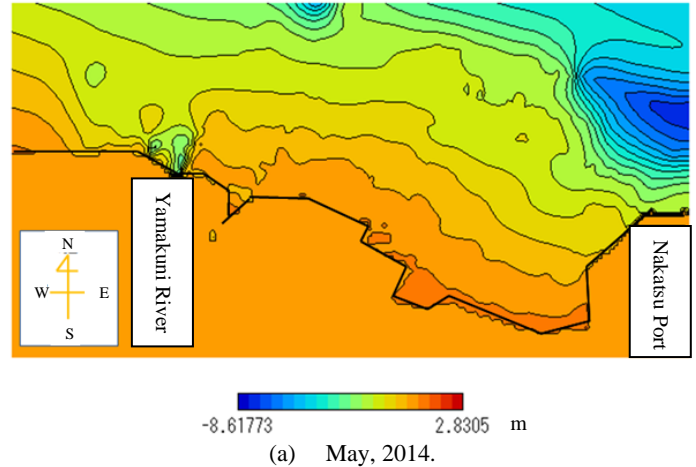 Yamakuni River
Nakatsu Port
N
W E
S
-8.61773 2.8305 m
(a) May, 2014.